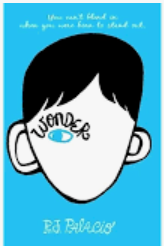 You can't blend in
when you were born to stand out.
WONDER
R.J. Palacio